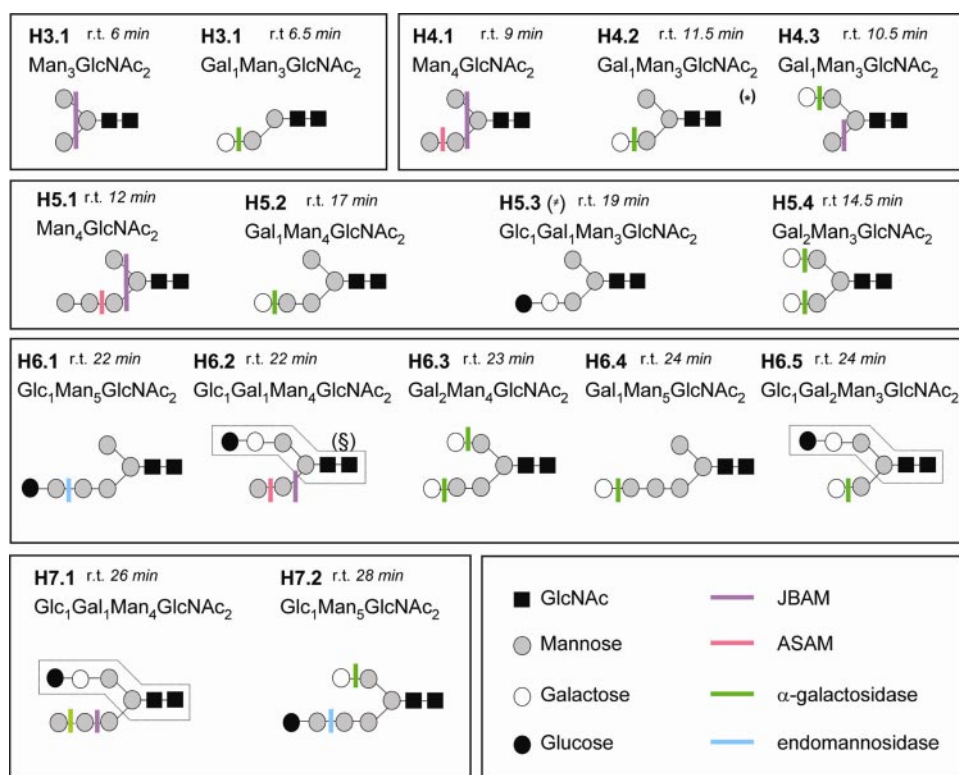 H3.1 r.t. 6 min
Man3GlcNAc2
H3.1 r.t 6.5 min
Gal1Man3GlcNAc2
H4.1 r.t. 9 min
Man4GlcNAc2
H4.2 r.t. 11.5 min
Gal1Man3GlcNAc2
(*)
H4.3 r.t. 10.5 min
Gal1Man3GlcNAc2
H5.1 r.t. 12 min
Man4GlcNAc2
H5.2 r.t. 17 min
Gal1Man4GlcNAc2
H5.3 (≠) r.t. 19 min
Glc1Gal1Man3GlcNAc2
H5.4 r.t. 14.5 min
Gal2Man3GlcNAc2
H6.1 r.t. 22 min
Glc1Man5GlcNAc2
H6.2 r.t. 22 min
Glc1Gal1Man4GlcNAc2
(§)
H6.3 r.t. 23 min
Gal2Man4GlcNAc2
H6.4 r.t. 24 min
Gal1Man5GlcNAc2
H6.5 r.t. 24 min
Glc1Gal2Man3GlcNAc2
H7.1 r.t. 26 min
Glc1Gal1Man4GlcNAc2
H7.2 r.t. 28 min
Glc1Man5GlcNAc2
GlcNAc
JBAM
Mannose
ASAM
Galactose
α-galactosidase
Glucose
endomannosidase